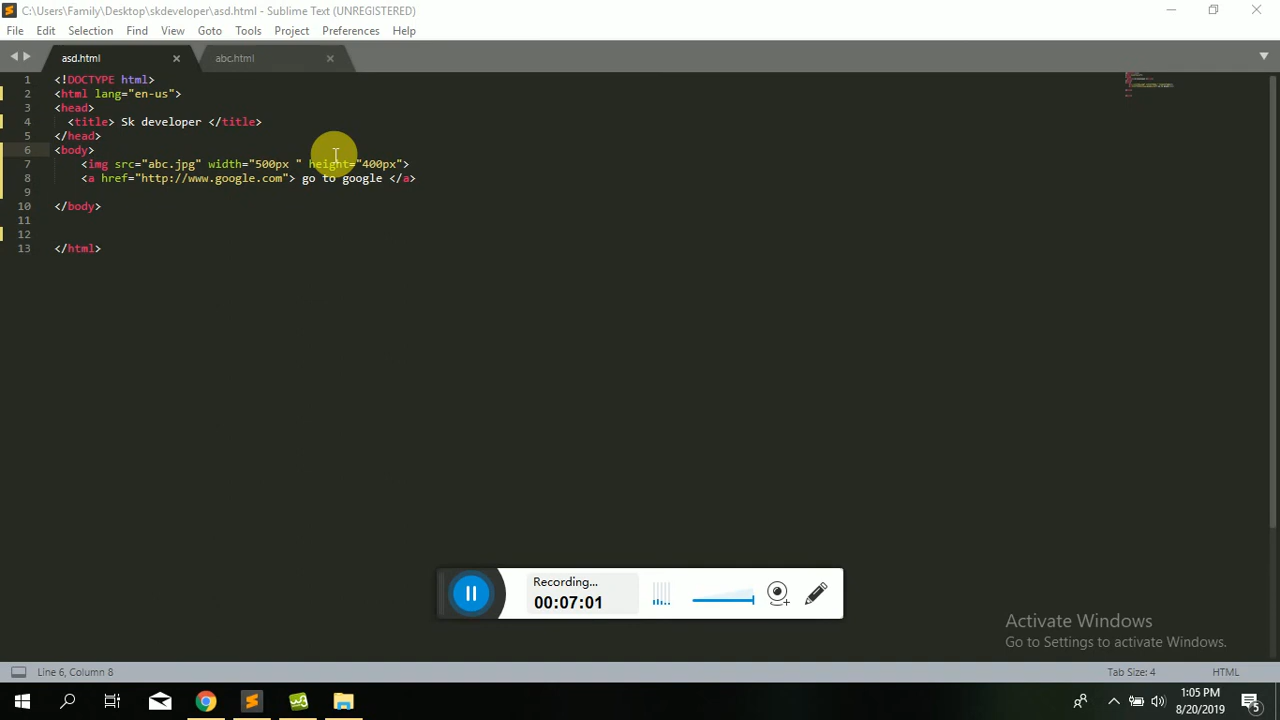 C:\Users\Family\Desktop\skdeveloper\asd.html - Sublime Text (UNREGISTERED)
File Edit Selection Find View Goto Tools Project Preferences Help
asd.html abc.html
1 <!DOCTYPE html>
2 <html lang="en-us">
3 <head>
4 <title> Sk developer </title>
5 </head>
6 <body>
7 <img src="abc.jpg" width="500px " height="400px">
8 <a href="http://www.google.com"> go to google </a>
9
10 </body>
11
12
13 </html>
Recording...
00:07:01
Activate Windows
Go to Settings to activate Windows.
Line 6, Column 8 Tab Size: 4 HTML
1:05 PM
8/20/2019
5